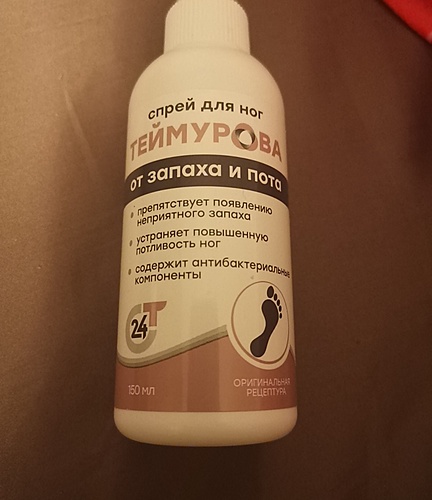 спрей для ног
ТЕЙМУРОВА
от запаха и пота
• препятствует появлению
неприятного запаха
• устраняет повышенную
потливость ног
• содержит антибактериальные
компоненты
24
150 мл
ОРИГИНАЛЬНАЯ
РЕЦЕПТУРА